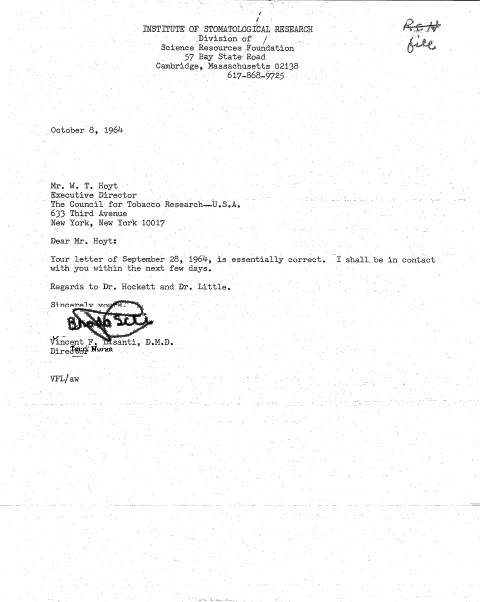 INSTITUTE OF STOMATOLOGICAL RESEARCH
Division of
Science Resources Foundation
57 Bay State Road
Cambridge, Massachusetts 02138
617-868-9725
RCH
file
October 8, 1964
Mr. W. T. Hoyt
Executive Director
The Council for Tobacco Research—U.S.A.
633 Third Avenue
New York, New York 10017
Dear Mr. Hoyt:
Your letter of September 28, 1964, is essentially correct. I shall be in contact
with you within the next few days.
Regards to Dr. Hockett and Dr. Little.
Sincerely yours,
Vincent F. Lisanti, D.M.D.
Director
VFL/aw